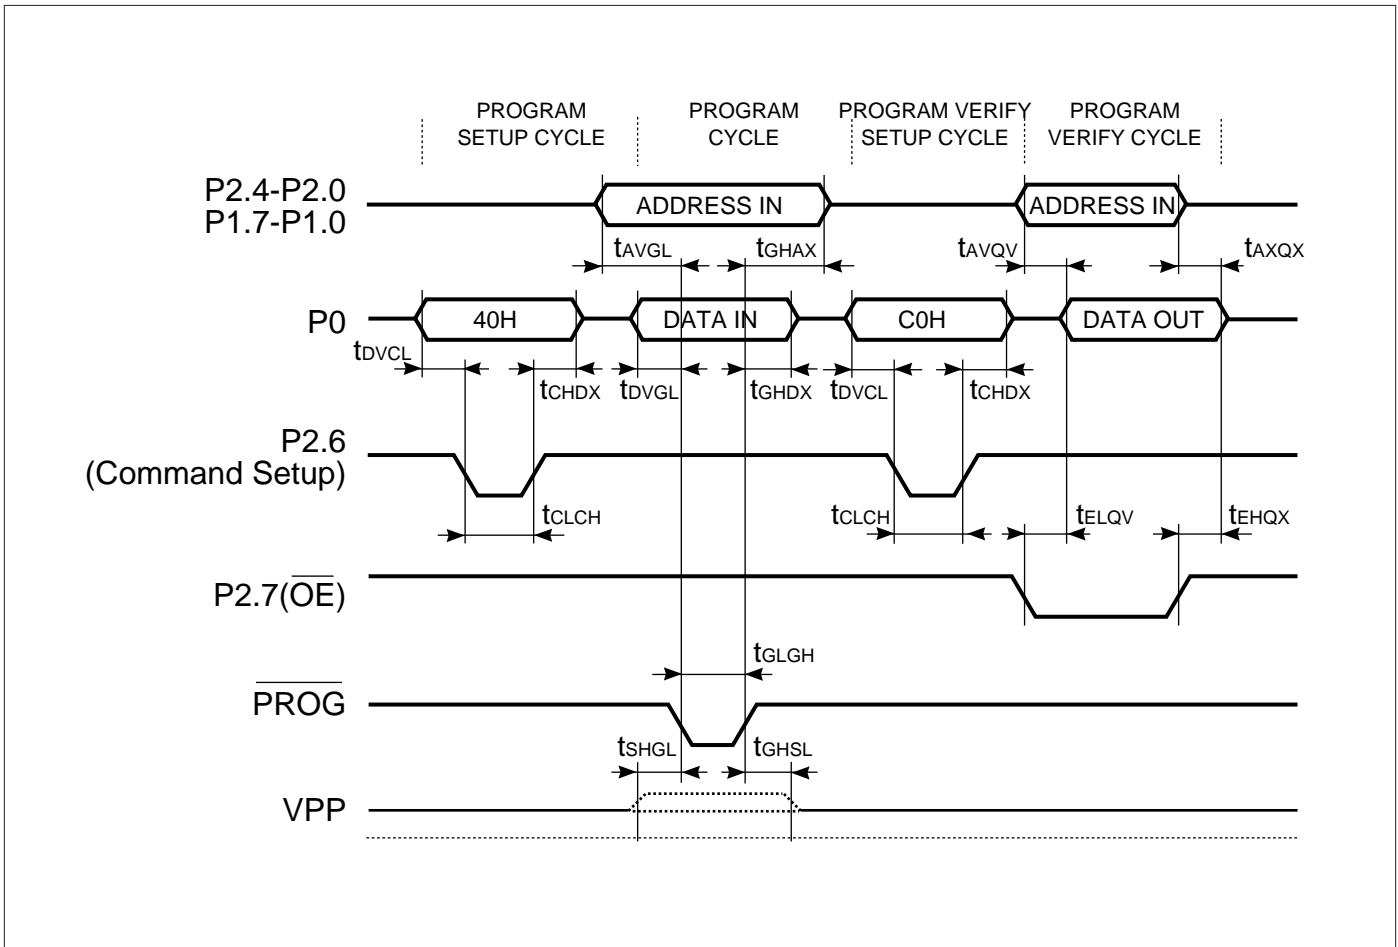 PROGRAM
SETUP CYCLE
PROGRAM
CYCLE
PROGRAM VERIFY
SETUP CYCLE
PROGRAM
VERIFY CYCLE
P2.4-P2.0
P1.7-P1.0
ADDRESS IN
ADDRESS IN
tAVGL
tGHAX
tAVQV
tAXQX
P0
40H
DATA IN
C0H
DATA OUT
tDVCL
tCHDX
tDVGL
tGHDX
tDVCL
tCHDX
P2.6
(Command Setup)
tCLCH
tCLCH
tELQV
tEHQX
P2.7(OE)
tGLGH
PROG
tSHGL
tGHSL
VPP